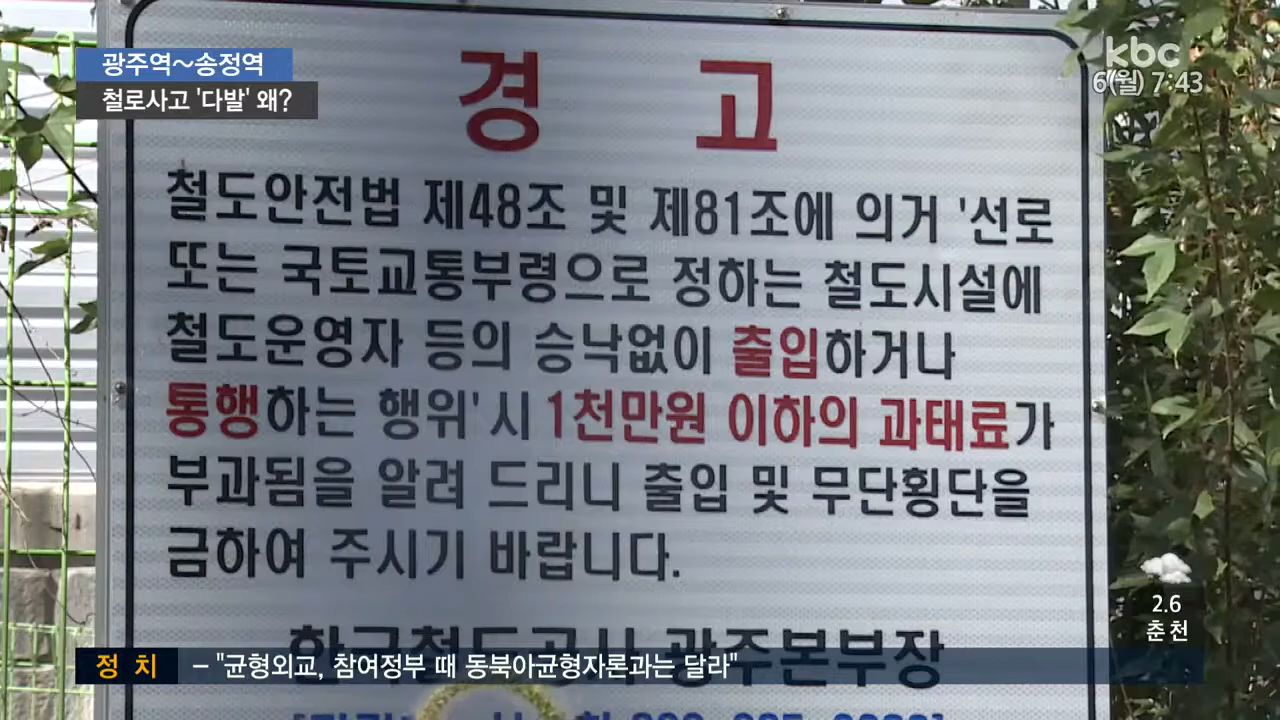 광주역~송정역
철로사고 '다발' 왜?
kbc
6(월) 7:43
경 고
철도안전법 제48조 및 제81조에 의거 '선로
또는 국토교통부령으로 정하는 철도시설에
철도운영자 등의 승낙없이 출입하거나
통행하는 행위' 시 1천만원 이하의 과태료가
부과됨을 알려 드리니 출입 및 무단횡단을
금하여 주시기 바랍니다.
한국철도공사 광주본부장
2.6
춘천
정 치 – "균형외교, 참여정부 때 동북아균형자론과는 달라"